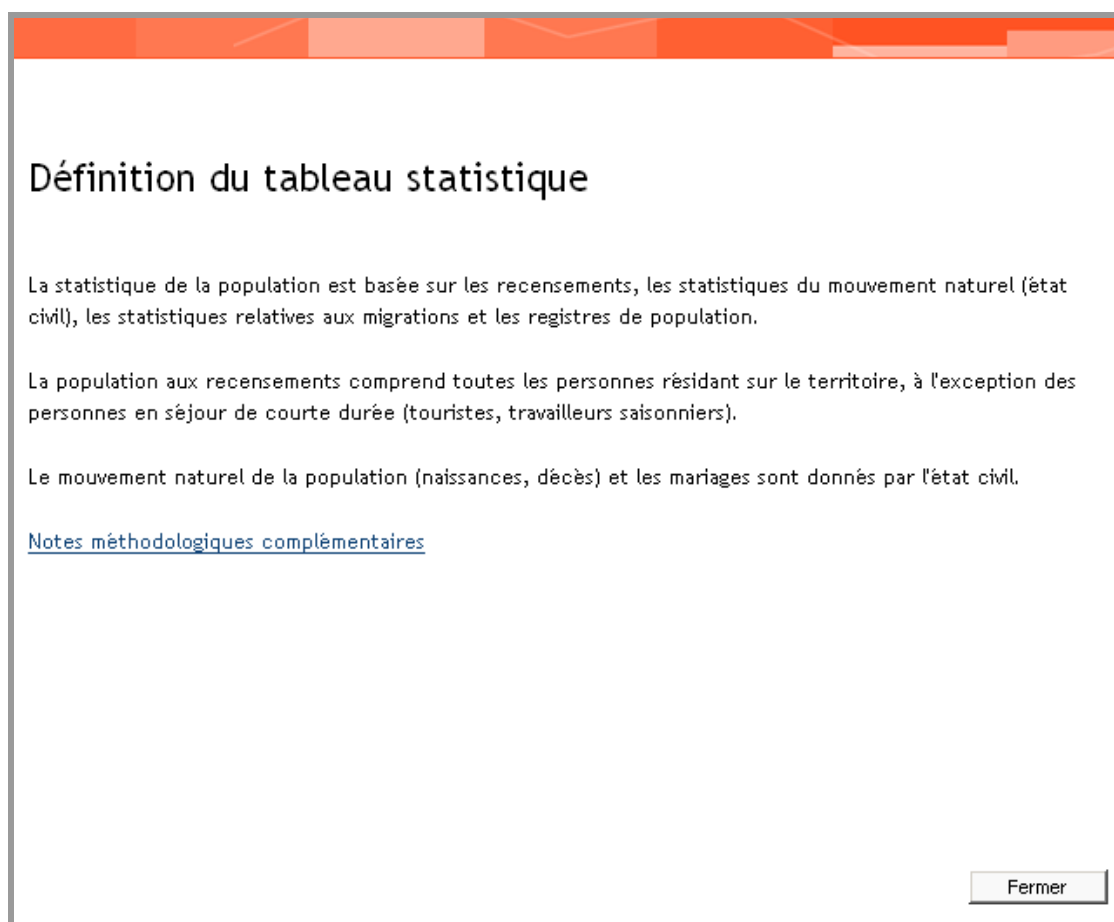 Définition du tableau statistique
La statistique de la population est basée sur les recensements, les statistiques du mouvement naturel (état
civil), les statistiques relatives aux migrations et les registres de population.
La population aux recensements comprend toutes les personnes résidant sur le territoire, à l'exception des
personnes en séjour de courte durée (touristes, travailleurs saisonniers).
Le mouvement naturel de la population (naissances, décès) et les mariages sont donnés par l'état civil.
Notes méthodologiques complémentaires
Fermer